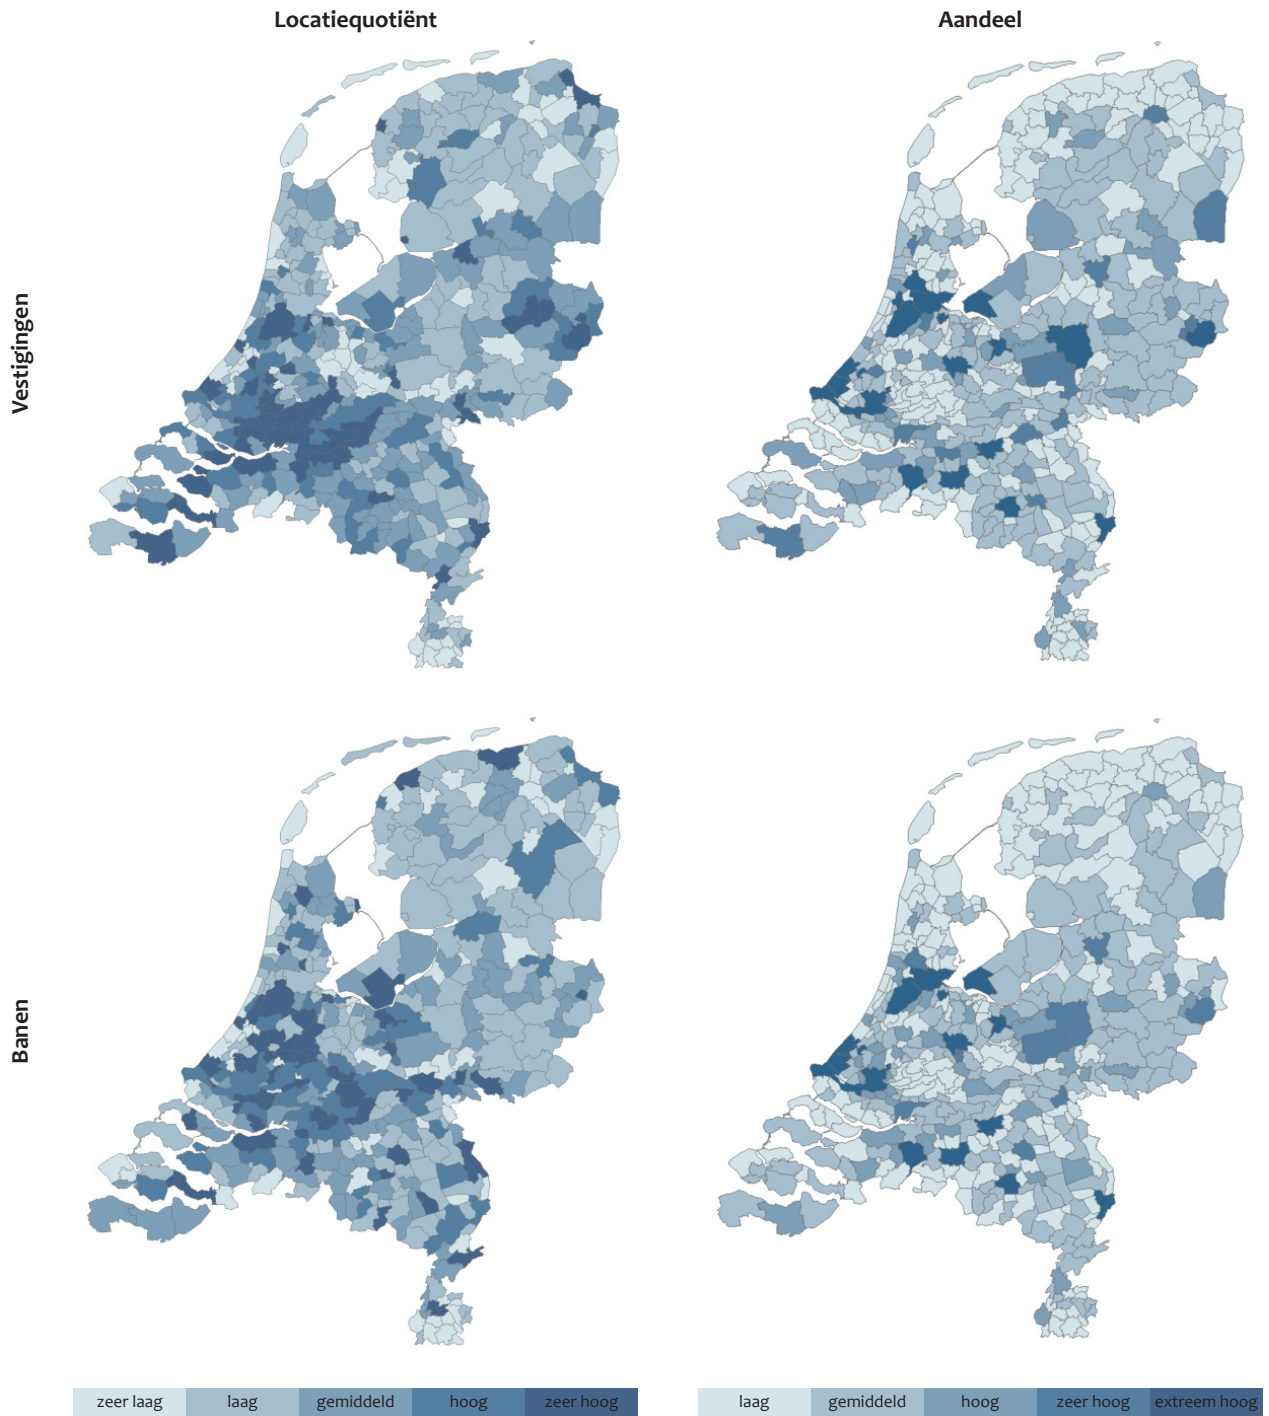 Locatiequotiënt
Aandeel
Vestigingen
Banen
zeer laag
laag
gemiddeld
hoog
zeer hoog
laag
gemiddeld
hoog
zeer hoog
extreem hoog